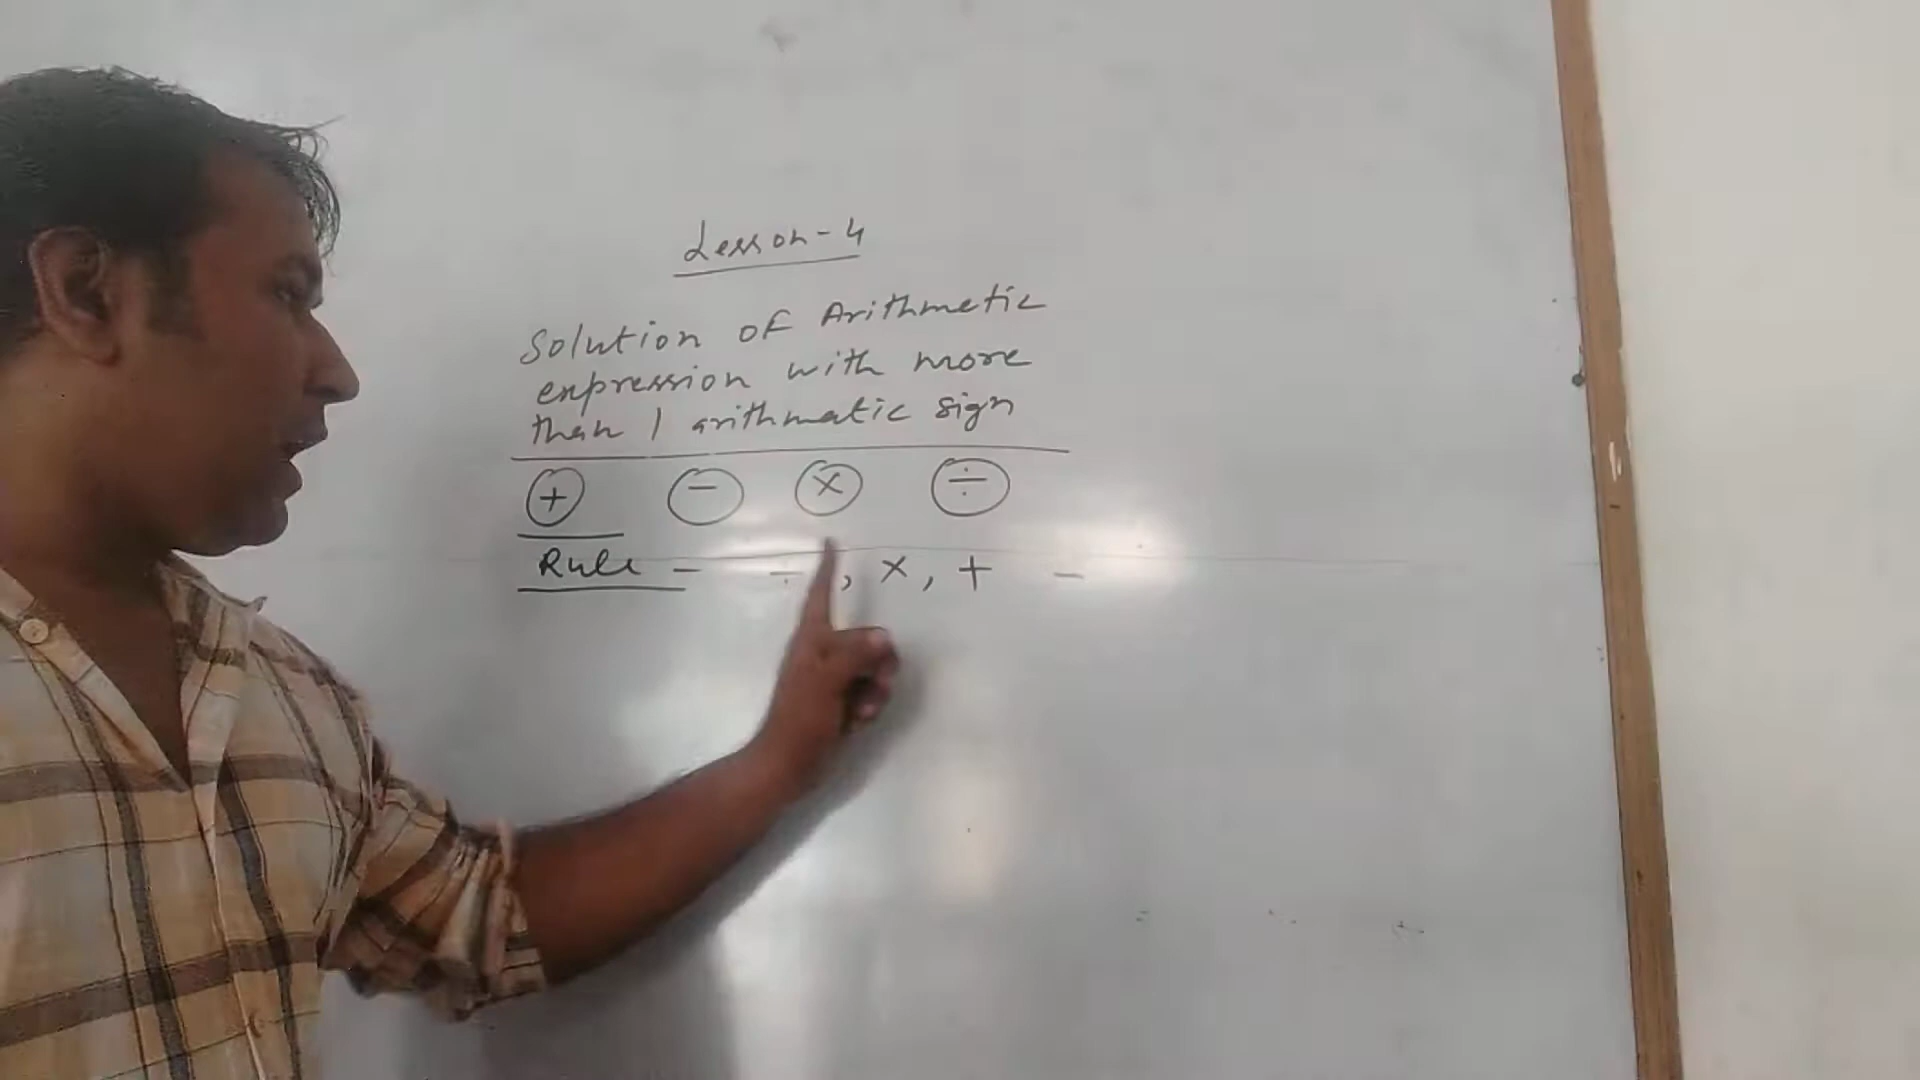 Lesson-4
Solution of Arithmetic
expression with more
than 1 arithmatic sign
+ - × ÷
Rule - ÷, ×, + -